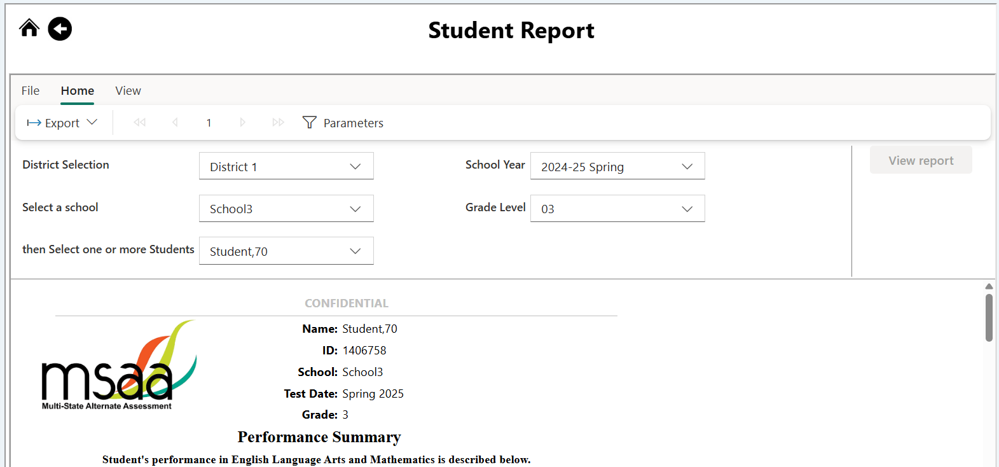 Student Report
File Home View
Export 1 Parameters
District Selection District 1 School Year 2024-25 Spring View report
Select a school School3 Grade Level 03
then Select one or more Students Student,70
CONFIDENTIAL
Name: Student,70
ID: 1406758
School: School3
Test Date: Spring 2025
Grade: 3
msaa
Multi-State Alternate Assessment
Performance Summary
Student's performance in English Language Arts and Mathematics is described below.